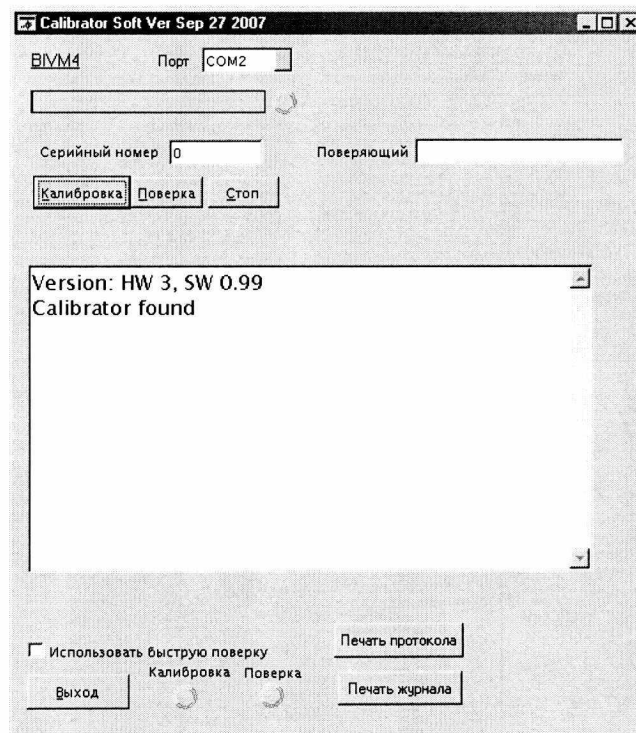 Calibrator Soft Ver Sep 27 2007
BIVM4 Порт COM2
Серийный номер 0 Поверяющий
Калибровка Поверка Стоп
Version: HW 3, SW 0.99
Calibrator found
Использовать быструю поверку Печать протокола
Калибровка Поверка
Выход Печать журнала